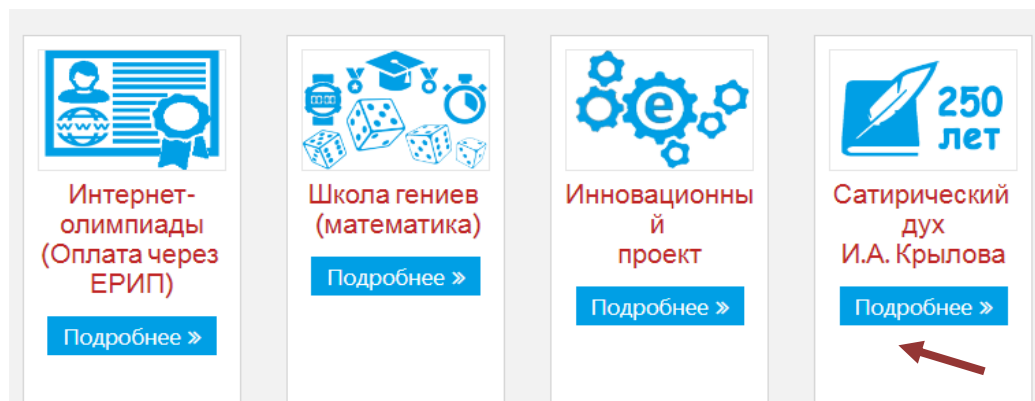 www
Интернет-
олимпиады
(Оплата через
ЕРИП)
Подробнее »
Школа гениев
(математика)
Подробнее »
e
Инновационны
й
проект
Подробнее »
250
лет
Сатирический
дух
И.А. Крылова
Подробнее »